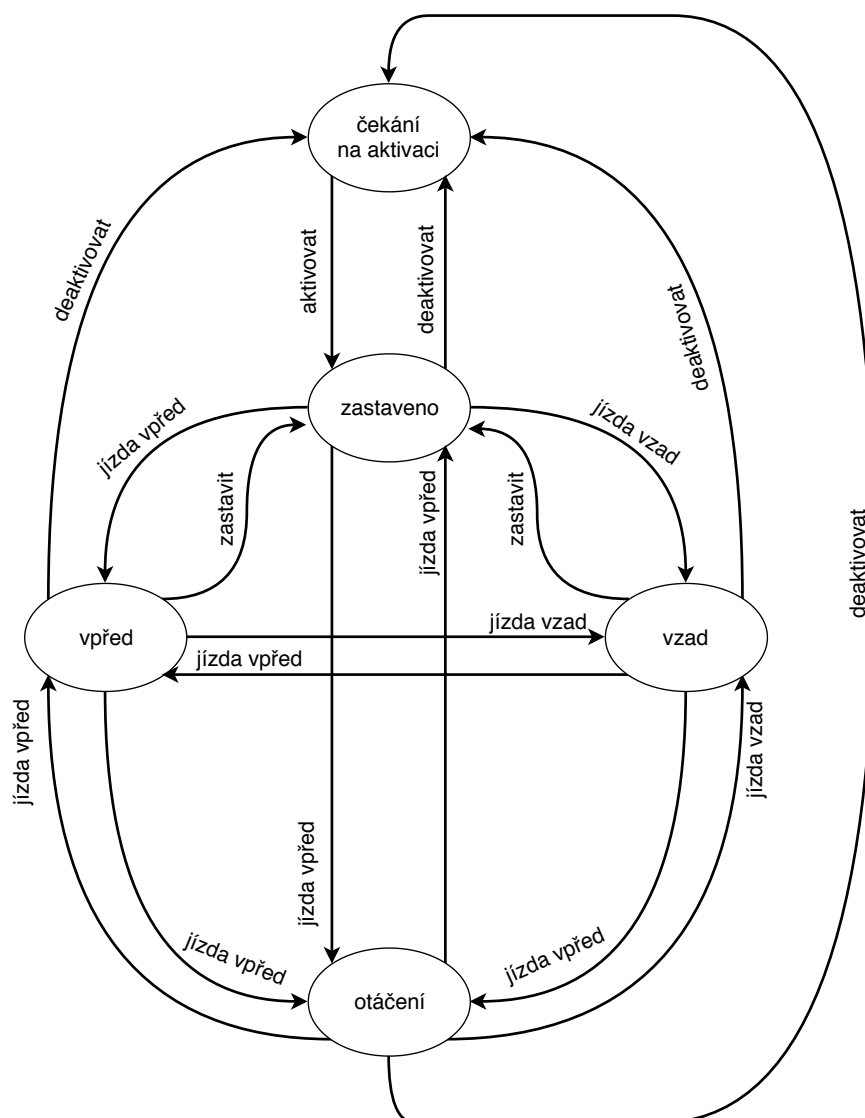 čekání
na aktivaci
deaktivovat
aktivovat
deaktivovat
deaktivovat
zastaveno
jízda vpřed
jízda vzad
zastavit
jízda vpřed
zastavit
deaktivovat
vpřed
jízda vzad
vzad
jízda vpřed
jízda vpřed
jízda vzad
jízda vpřed
jízda vpřed
jízda vpřed
otáčení